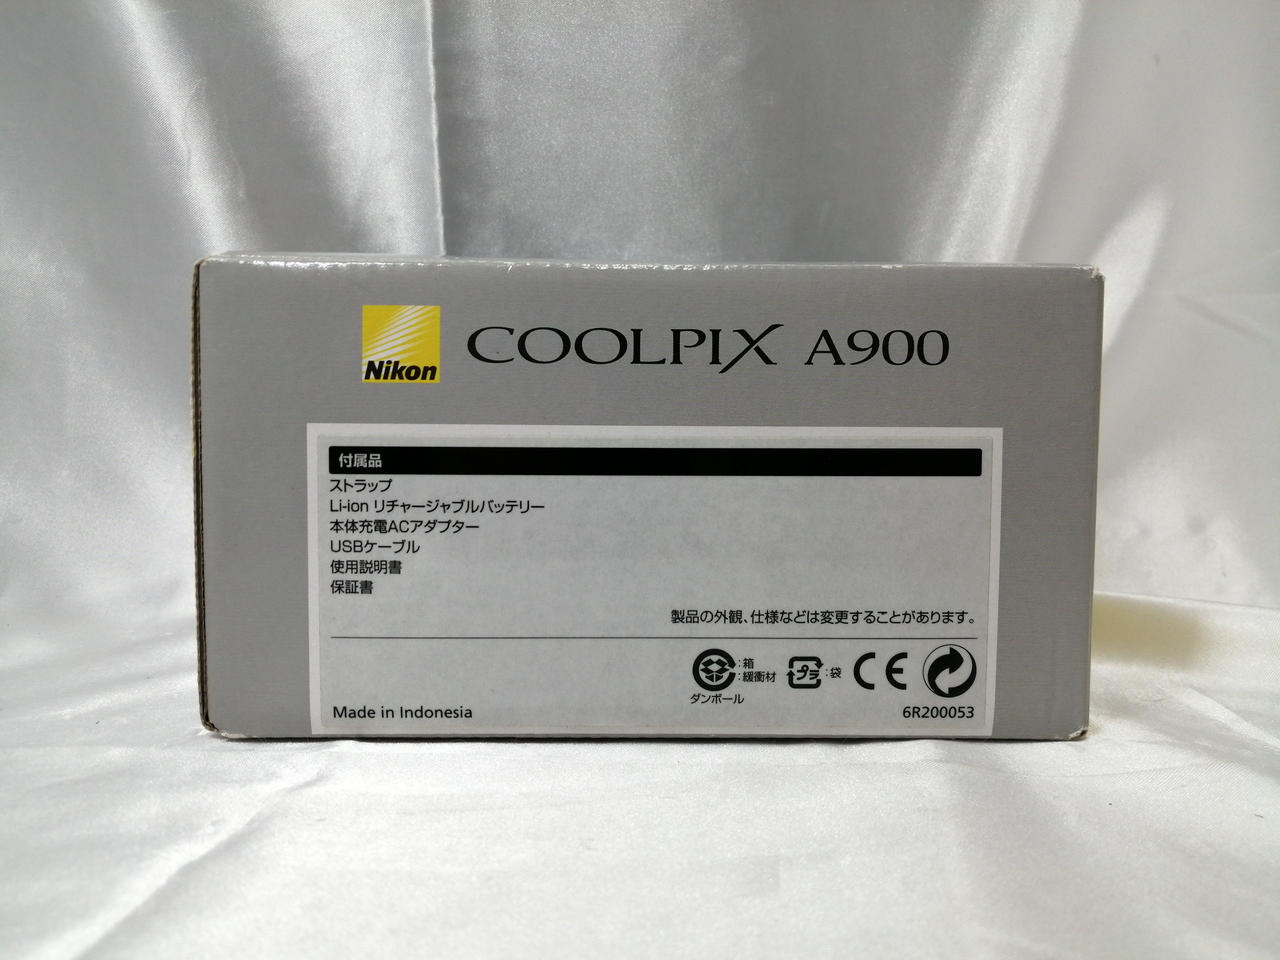 Nikon COOLPIX A900
付属品
ストラップ
Li-ion リチャージャブルバッテリー
本体充電ACアダプター
USBケーブル
使用説明書
保証書
製品の外観、仕様などは変更することがあります。
:箱
:緩衝材
ダンボール
プラ
:袋
CE
Made in Indonesia
6R200053